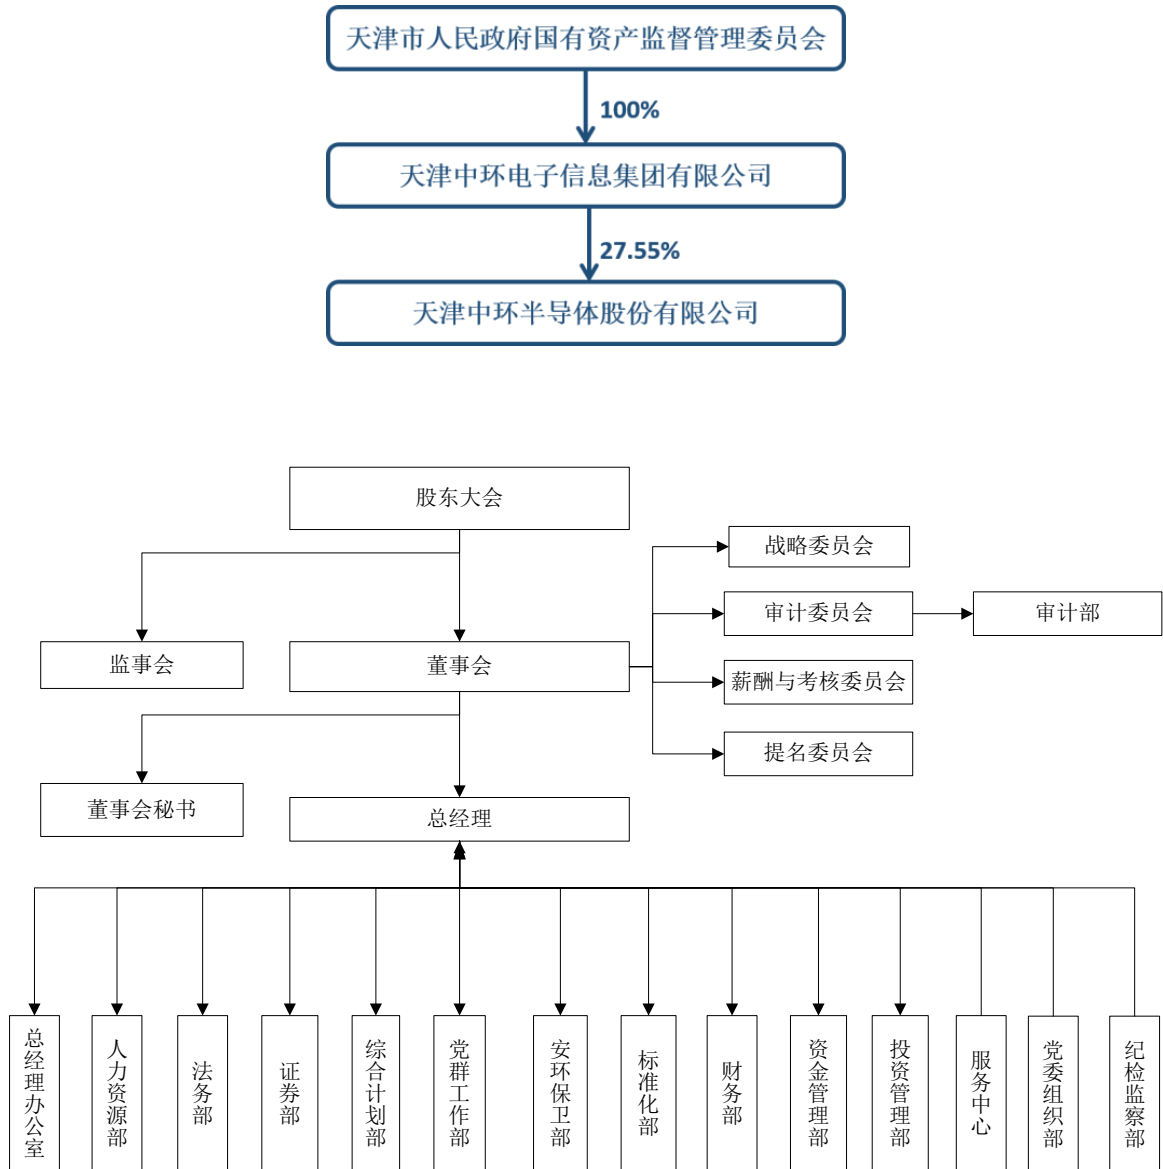 天津市人民政府国有资产监督管理委员会
100%
天津中环电子信息集团有限公司
27.55%
天津中环半导体股份有限公司
股东大会
战略委员会
审计委员会
审计部
监事会
董事会
薪酬与考核委员会
提名委员会
董事会秘书
总经理
总经理办公室
人力资源部
法务部
证券部
综合计划部
党群工作部
安环保卫部
标准化部
财务部
资金管理部
投资管理部
服务中心
党委组织部
纪检监察部